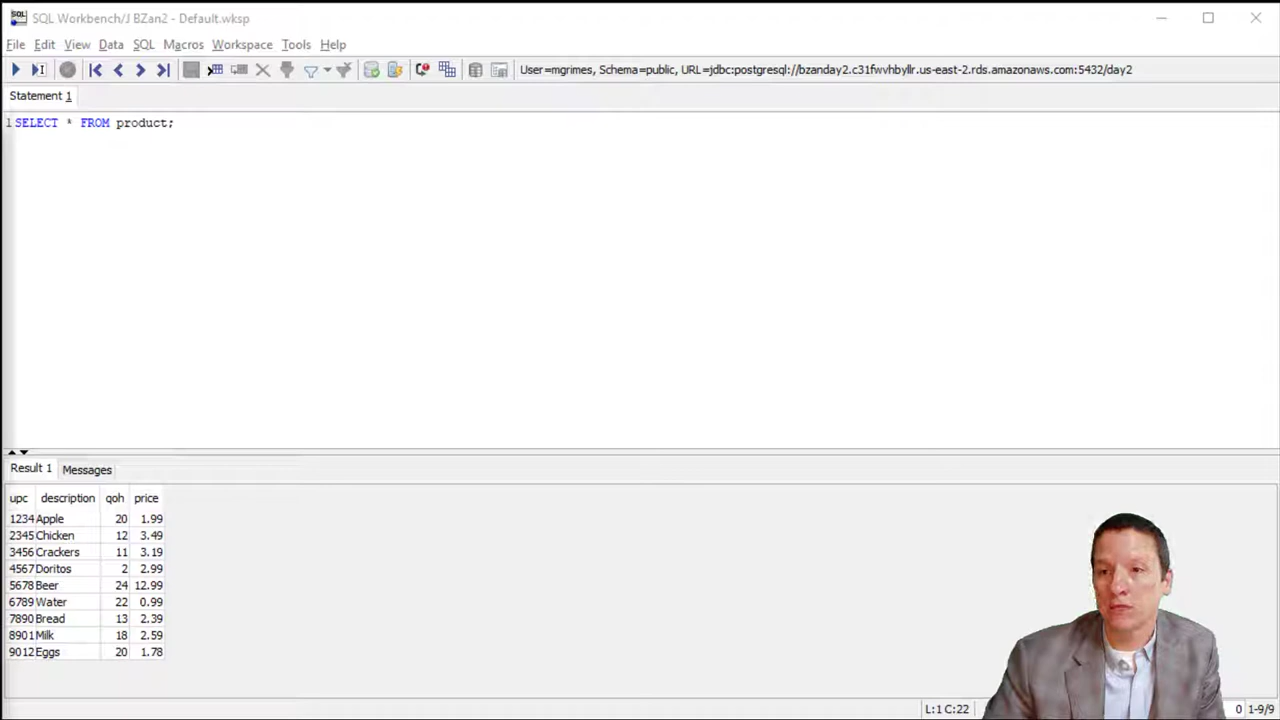 SQL Workbench/J BZan2 - Default.wksp
File Edit View Data SQL Macros Workspace Tools Help
User=mgrimes, Schema=public, URL=jdbc:postgresql://bzanday2.c31fwvhbyllr.us-east-2.rds.amazonaws.com:5432/day2
Statement 1
1 SELECT * FROM product;
Result 1 Messages
upc description qoh price
1234 Apple 20 1.99
2345 Chicken 12 3.49
3456 Crackers 11 3.19
4567 Doritos 2 2.99
5678 Beer 24 12.99
6789 Water 22 0.99
7890 Bread 13 2.39
8901 Milk 18 2.59
9012 Eggs 20 1.78
L:1 C:22 0 1-9/9